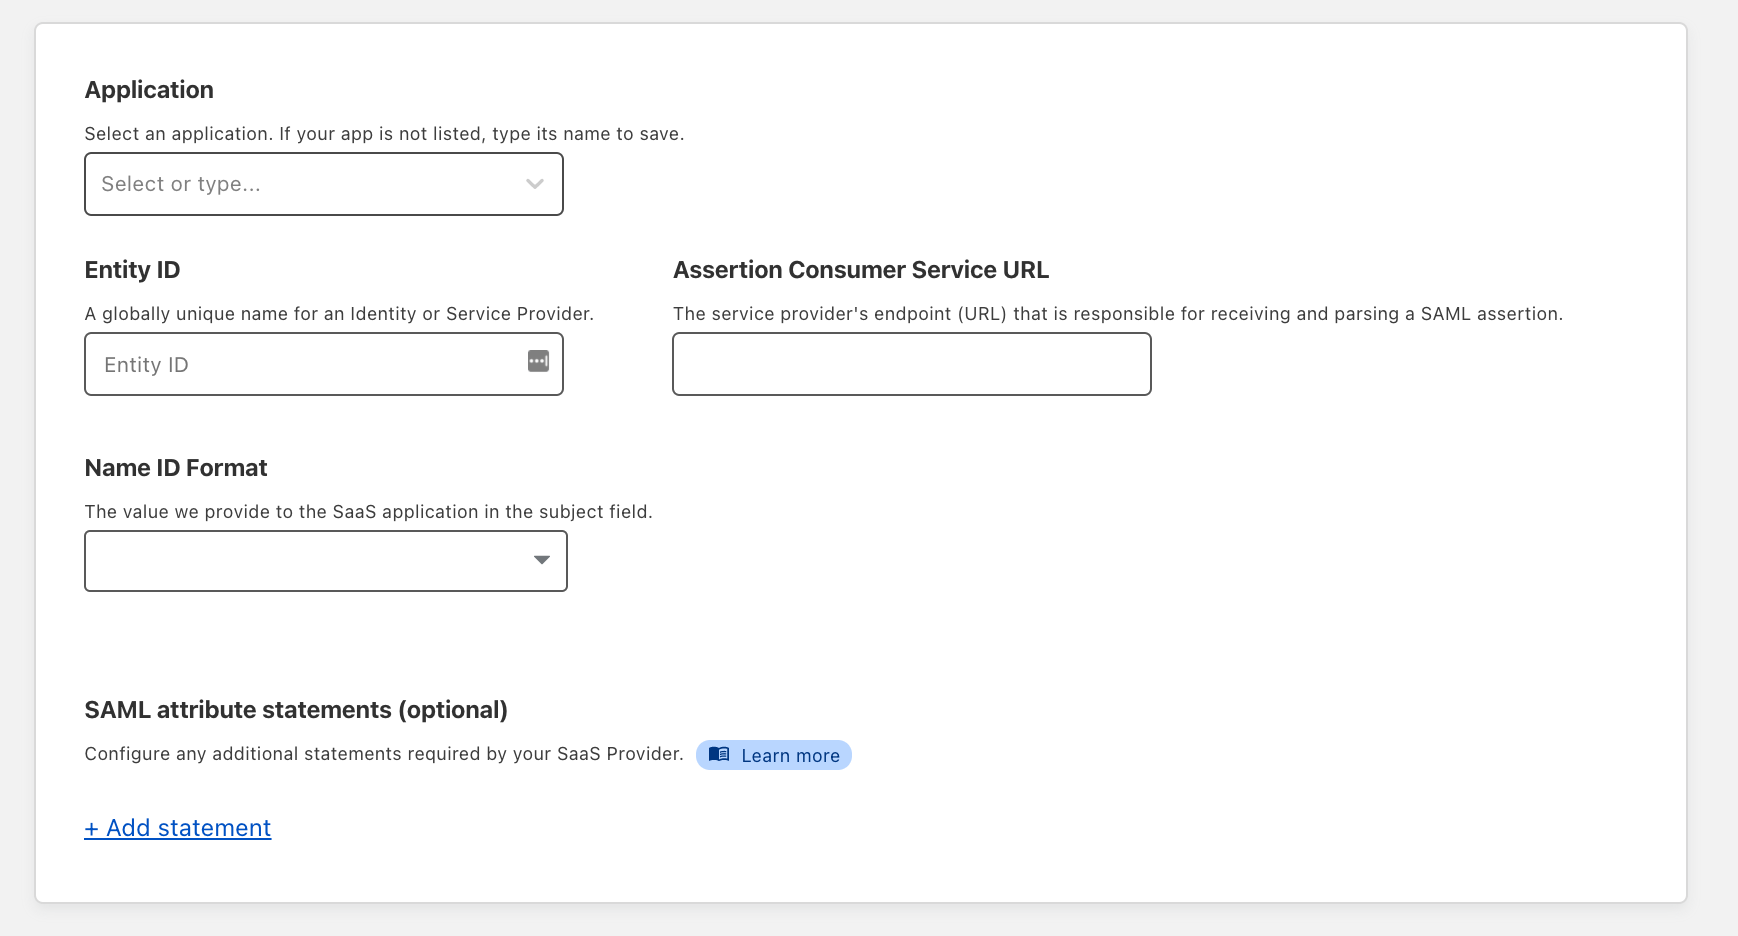 Application
Select an application. If your app is not listed, type its name to save.
Select or type...
Entity ID
A globally unique name for an Identity or Service Provider.
Entity ID
Assertion Consumer Service URL
The service provider's endpoint (URL) that is responsible for receiving and parsing a SAML assertion.
Name ID Format
The value we provide to the SaaS application in the subject field.
SAML attribute statements (optional)
Configure any additional statements required by your SaaS Provider. Learn more
+ Add statement